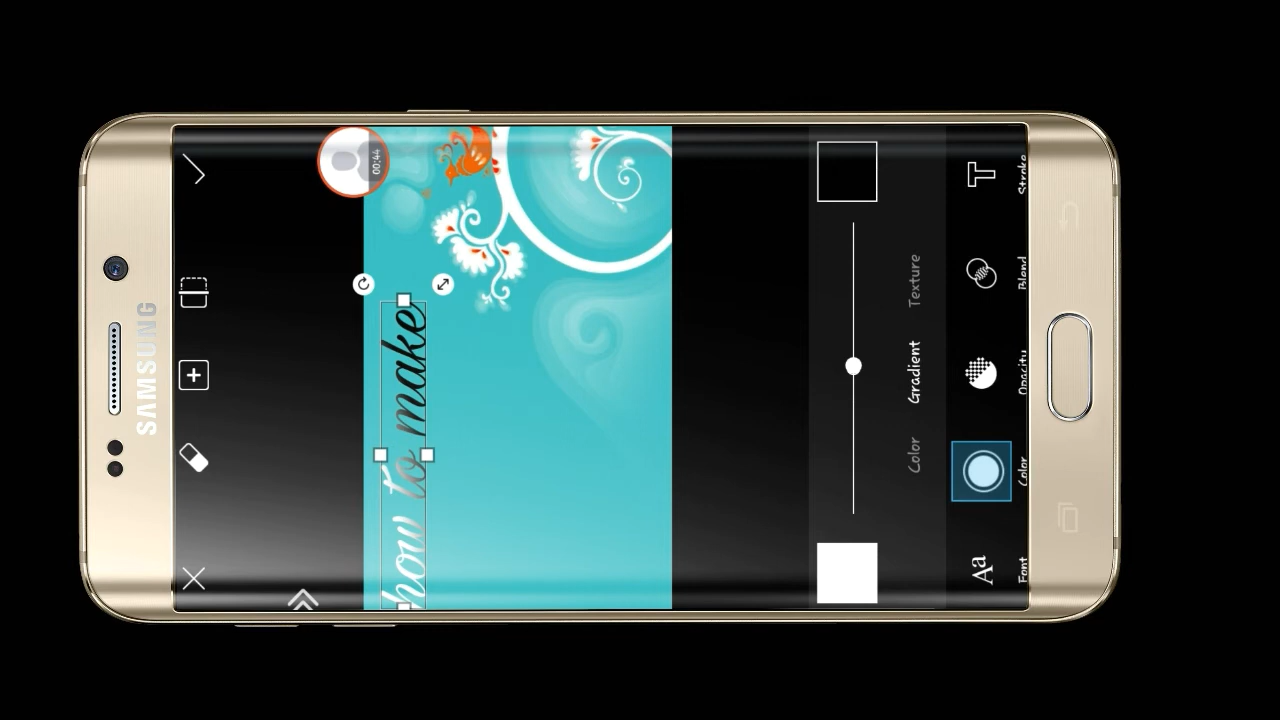 SAMSUNG
00:44
how to make
Color
Gradient
Texture
Aa
Font
Color
Opacity
Blend
Stroke